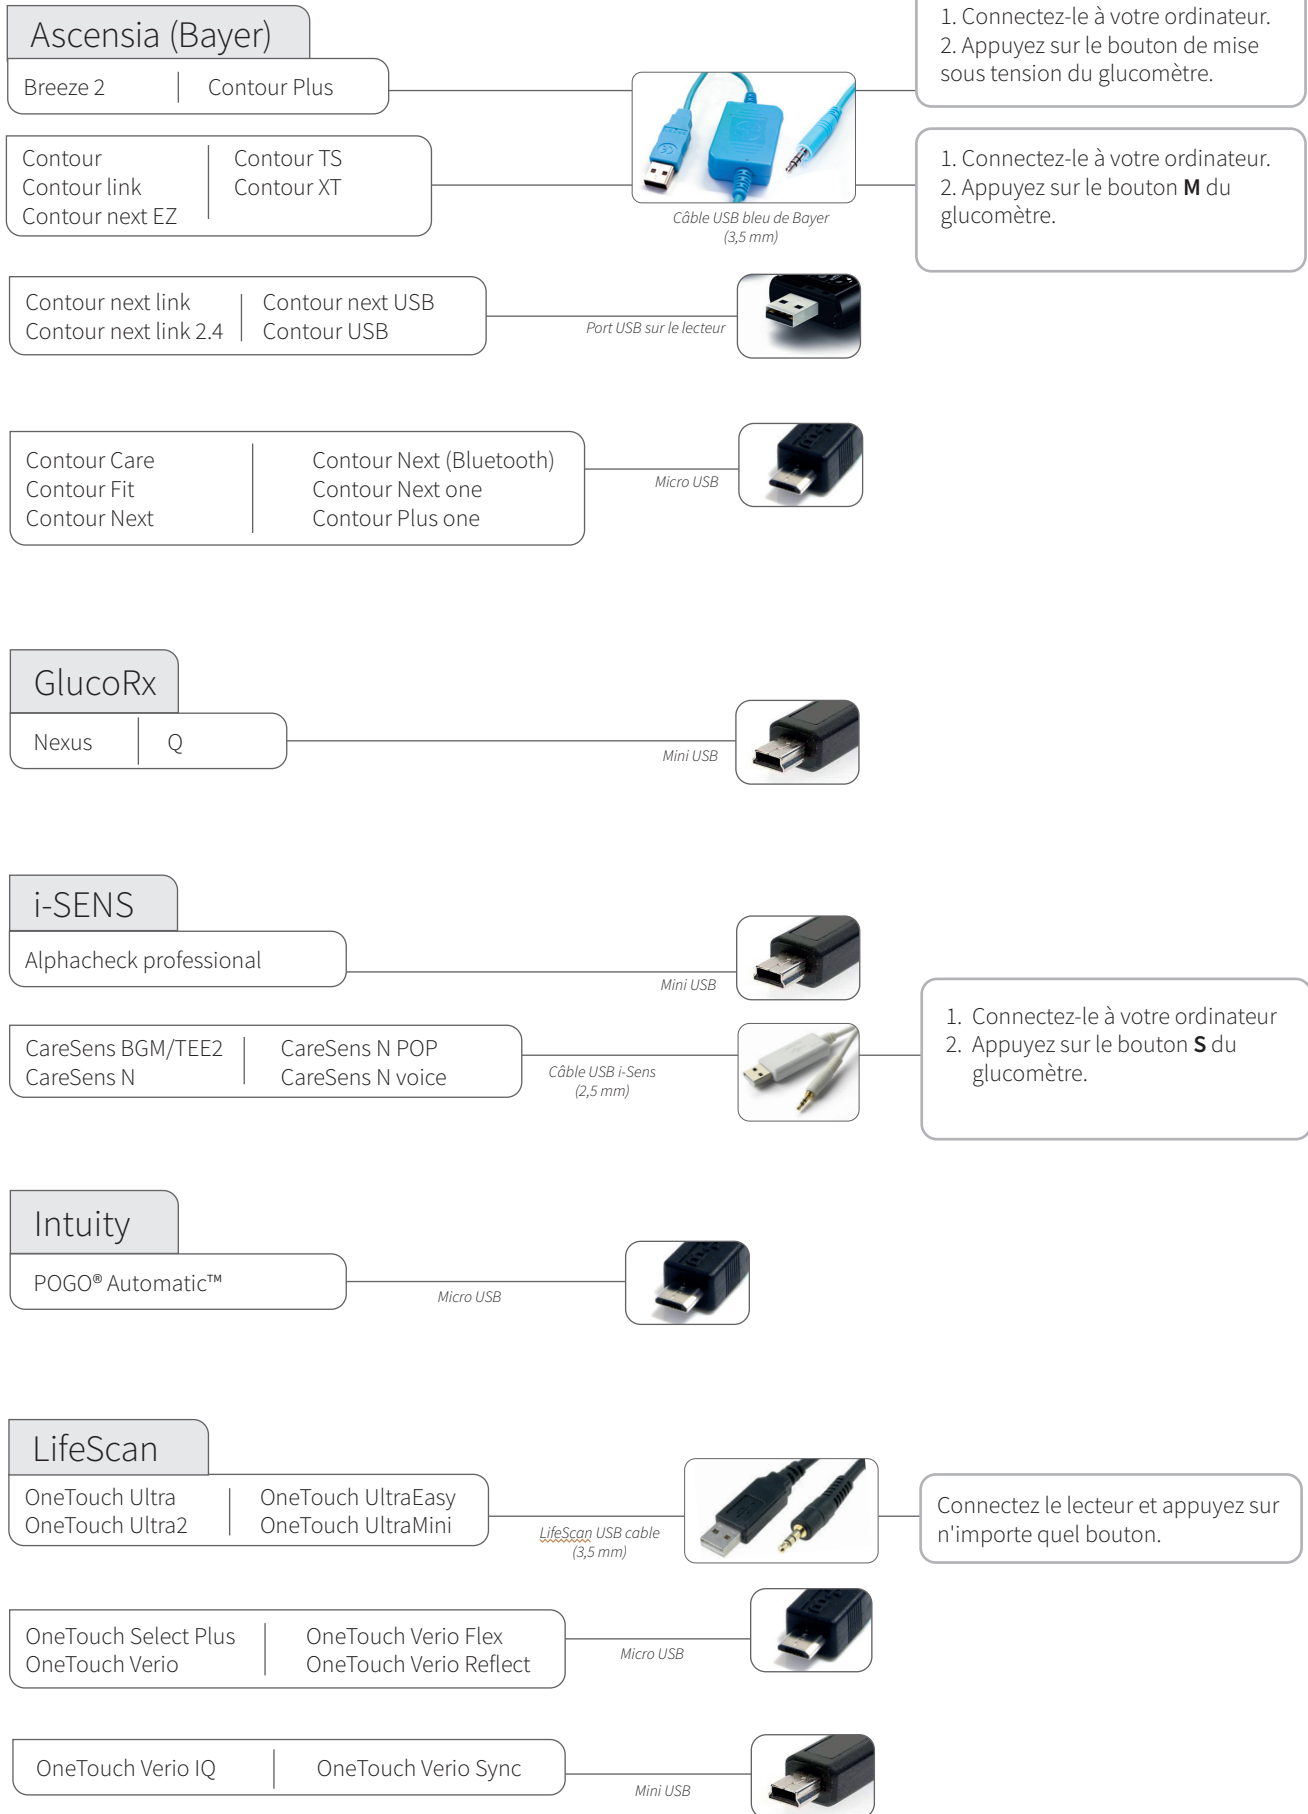 Ascensia (Bayer)
Breeze 2
Contour Plus
1. Connectez-le à votre ordinateur.
2. Appuyez sur le bouton de mise
sous tension du glucomètre.
Contour
Contour link
Contour next EZ
Contour TS
Contour XT
Câble USB bleu de Bayer
(3,5 mm)
1. Connectez-le à votre ordinateur.
2. Appuyez sur le bouton M du
glucomètre.
Contour next link
Contour next link 2.4
Contour next USB
Contour USB
Port USB sur le lecteur
Contour Care
Contour Fit
Contour Next
Contour Next (Bluetooth)
Contour Next one
Contour Plus one
Micro USB
GlucoRx
Nexus
Q
Mini USB
i-SENS
Alphacheck professional
Mini USB
CareSens BGM/TEE2
CareSens N
CareSens N POP
CareSens N voice
Câble USB i-Sens
(2,5 mm)
1. Connectez-le à votre ordinateur
2. Appuyez sur le bouton S du
glucomètre.
Intuity
POGO® Automatic™
Micro USB
LifeScan
OneTouch Ultra
OneTouch Ultra2
OneTouch UltraEasy
OneTouch UltraMini
LifeScan USB cable
(3,5 mm)
Connectez le lecteur et appuyez sur
n'importe quel bouton.
OneTouch Select Plus
OneTouch Verio
OneTouch Verio Flex
OneTouch Verio Reflect
Micro USB
OneTouch Verio IQ
OneTouch Verio Sync
Mini USB